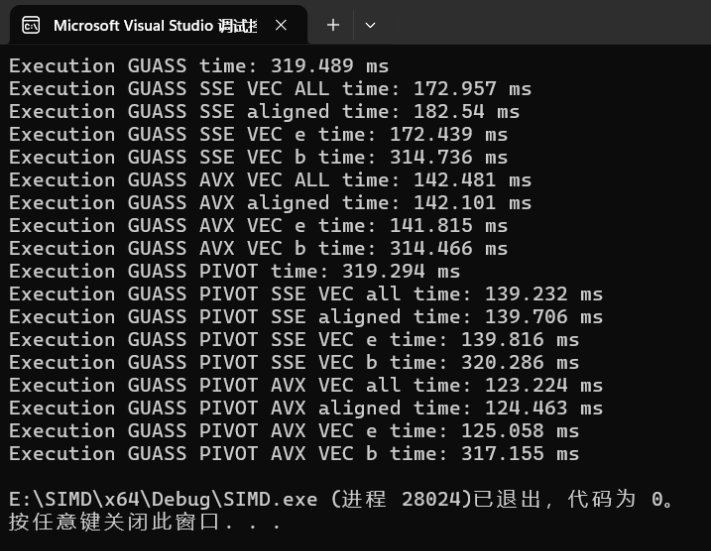 Microsoft Visual Studio 调试控
Execution GUASS time: 319.489 ms
Execution GUASS SSE VEC ALL time: 172.957 ms
Execution GUASS SSE aligned time: 182.54 ms
Execution GUASS SSE VEC e time: 172.439 ms
Execution GUASS SSE VEC b time: 314.736 ms
Execution GUASS AVX VEC ALL time: 142.481 ms
Execution GUASS AVX aligned time: 142.101 ms
Execution GUASS AVX VEC e time: 141.815 ms
Execution GUASS AVX VEC b time: 314.466 ms
Execution GUASS PIVOT time: 319.294 ms
Execution GUASS PIVOT SSE VEC all time: 139.232 ms
Execution GUASS PIVOT SSE aligned time: 139.706 ms
Execution GUASS PIVOT SSE VEC e time: 139.816 ms
Execution GUASS PIVOT SSE VEC b time: 320.286 ms
Execution GUASS PIVOT AVX VEC all time: 123.224 ms
Execution GUASS PIVOT AVX aligned time: 124.463 ms
Execution GUASS PIVOT AVX VEC e time: 125.058 ms
Execution GUASS PIVOT AVX VEC b time: 317.155 ms
E:\SIMD\x64\Debug\SIMD.exe (进程 28024)已退出，代码为 0。
按任意键关闭此窗口. . .